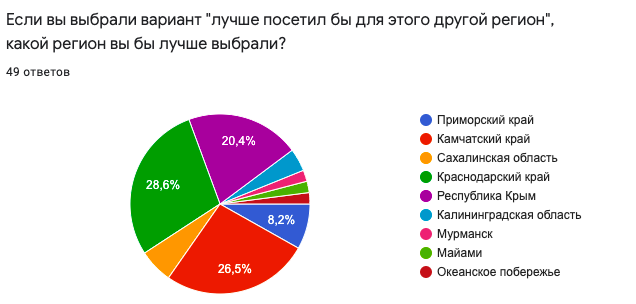 Если вы выбрали вариант "лучше посетил бы для этого другой регион",
какой регион вы бы лучше выбрали?
49 ответов
20,4%
28,6%
8,2%
26,5%
Приморский край
Камчатский край
Сахалинская область
Краснодарский край
Республика Крым
Калининградская область
Мурманск
Майами
Океанское побережье